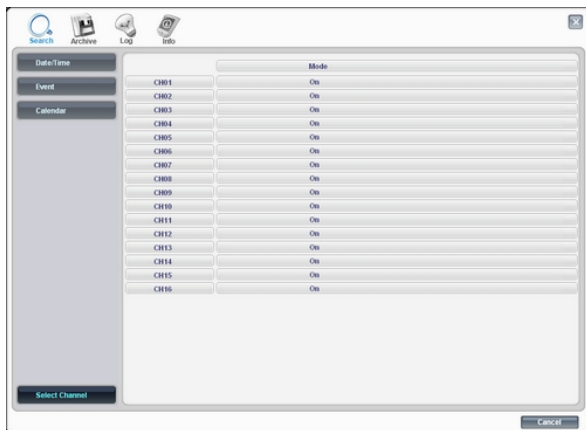 Search Archive Log Info
Date/Time
Event
Calendar
Select Channel
Mode
CH01 On
CH02 On
CH03 On
CH04 On
CH05 On
CH06 On
CH07 On
CH08 On
CH09 On
CH10 On
CH11 On
CH12 On
CH13 On
CH14 On
CH15 On
CH16 On
Cancel